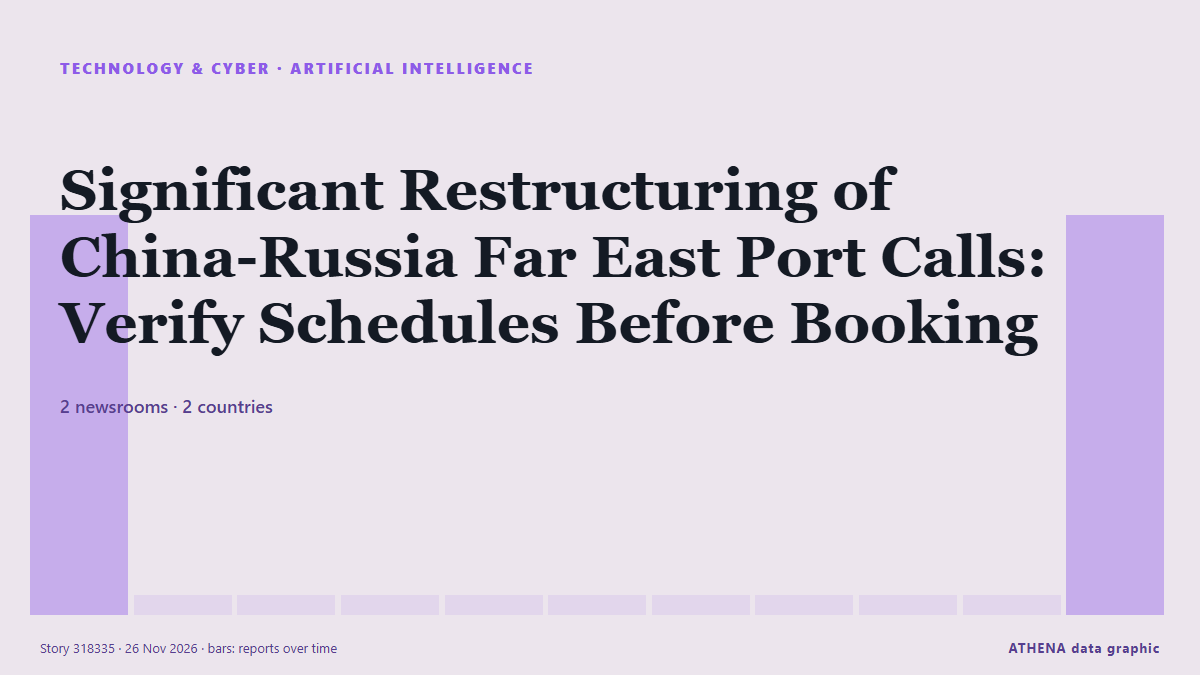 TECHNOLOGY & CYBER · ARTIFICIAL INTELLIGENCE
Significant Restructuring of
China-Russia Far East Port Calls:
Verify Schedules Before Booking
2 newsrooms · 2 countries
Story 318335 · 26 Nov 2026 · bars: reports over time
ATHENA data graphic